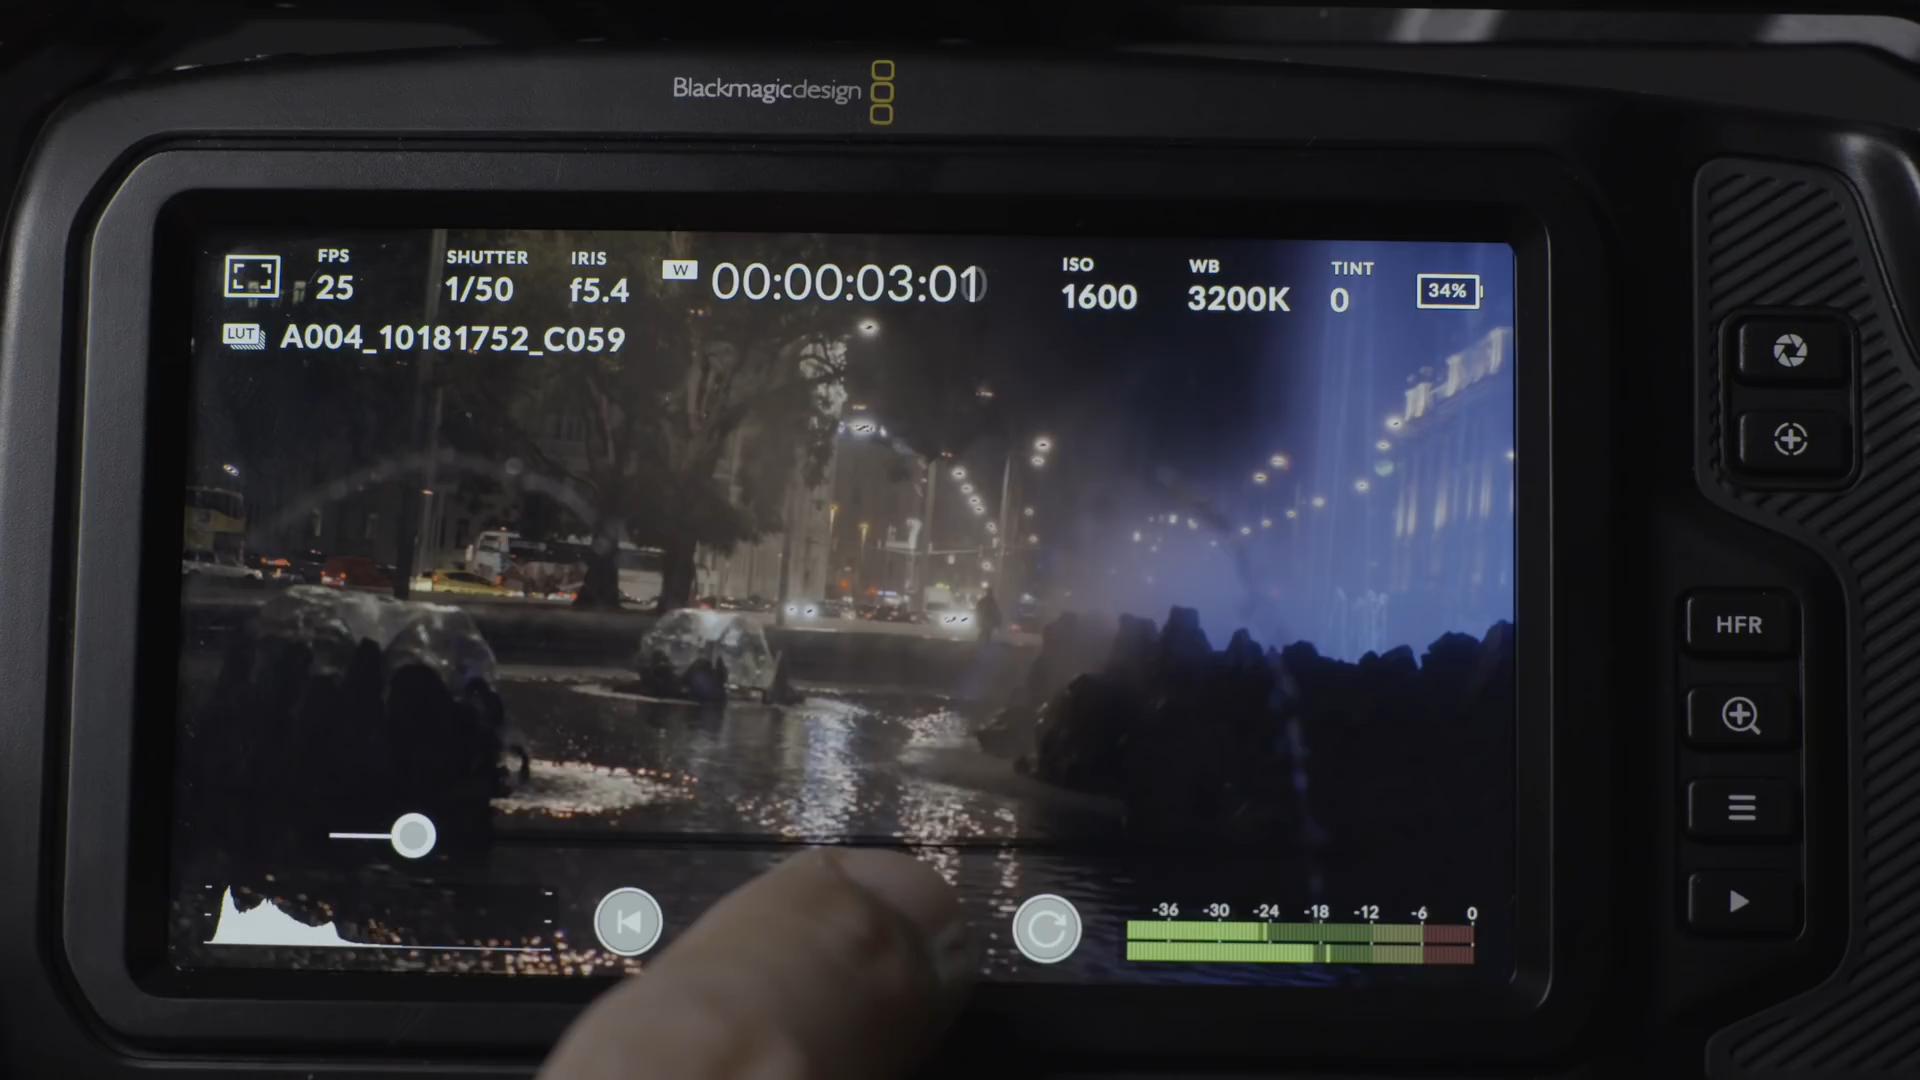 Blackmagicdesign
FPS
25
SHUTTER
1/50
IRIS
f5.4
W
00:00:03:01
ISO
1600
WB
3200K
TINT
0
34%
LUT
A004_10181752_C059
HFR
-36 -30 -24 -18 -12 -6 0